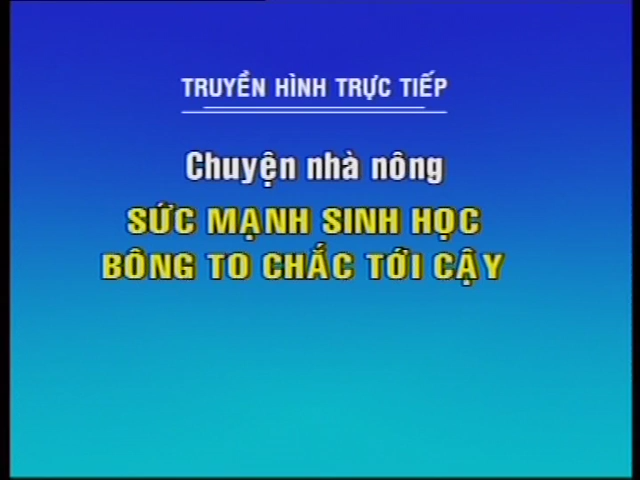 TRUYỀN HÌNH TRỰC TIẾP
Chuyện nhà nông
SỨC MẠNH SINH HỌC
BÔNG TO CHẮC TỚI CẬY